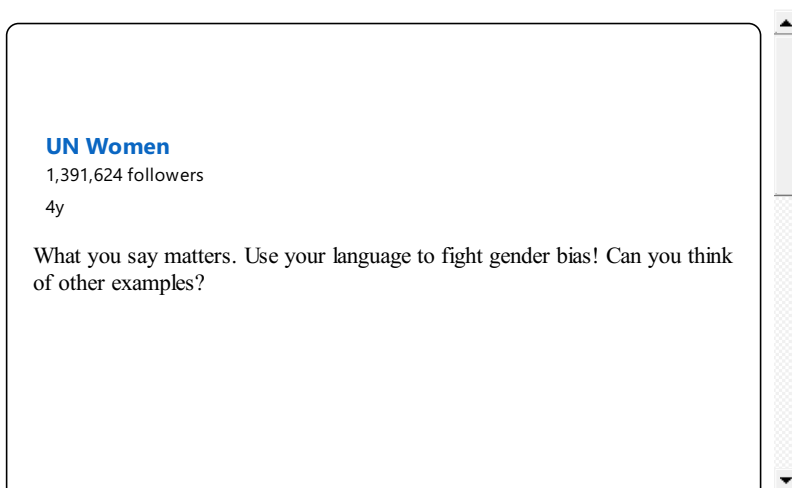 UN Women
1,391,624 followers
4y
What you say matters. Use your language to fight gender bias! Can you think
of other examples?